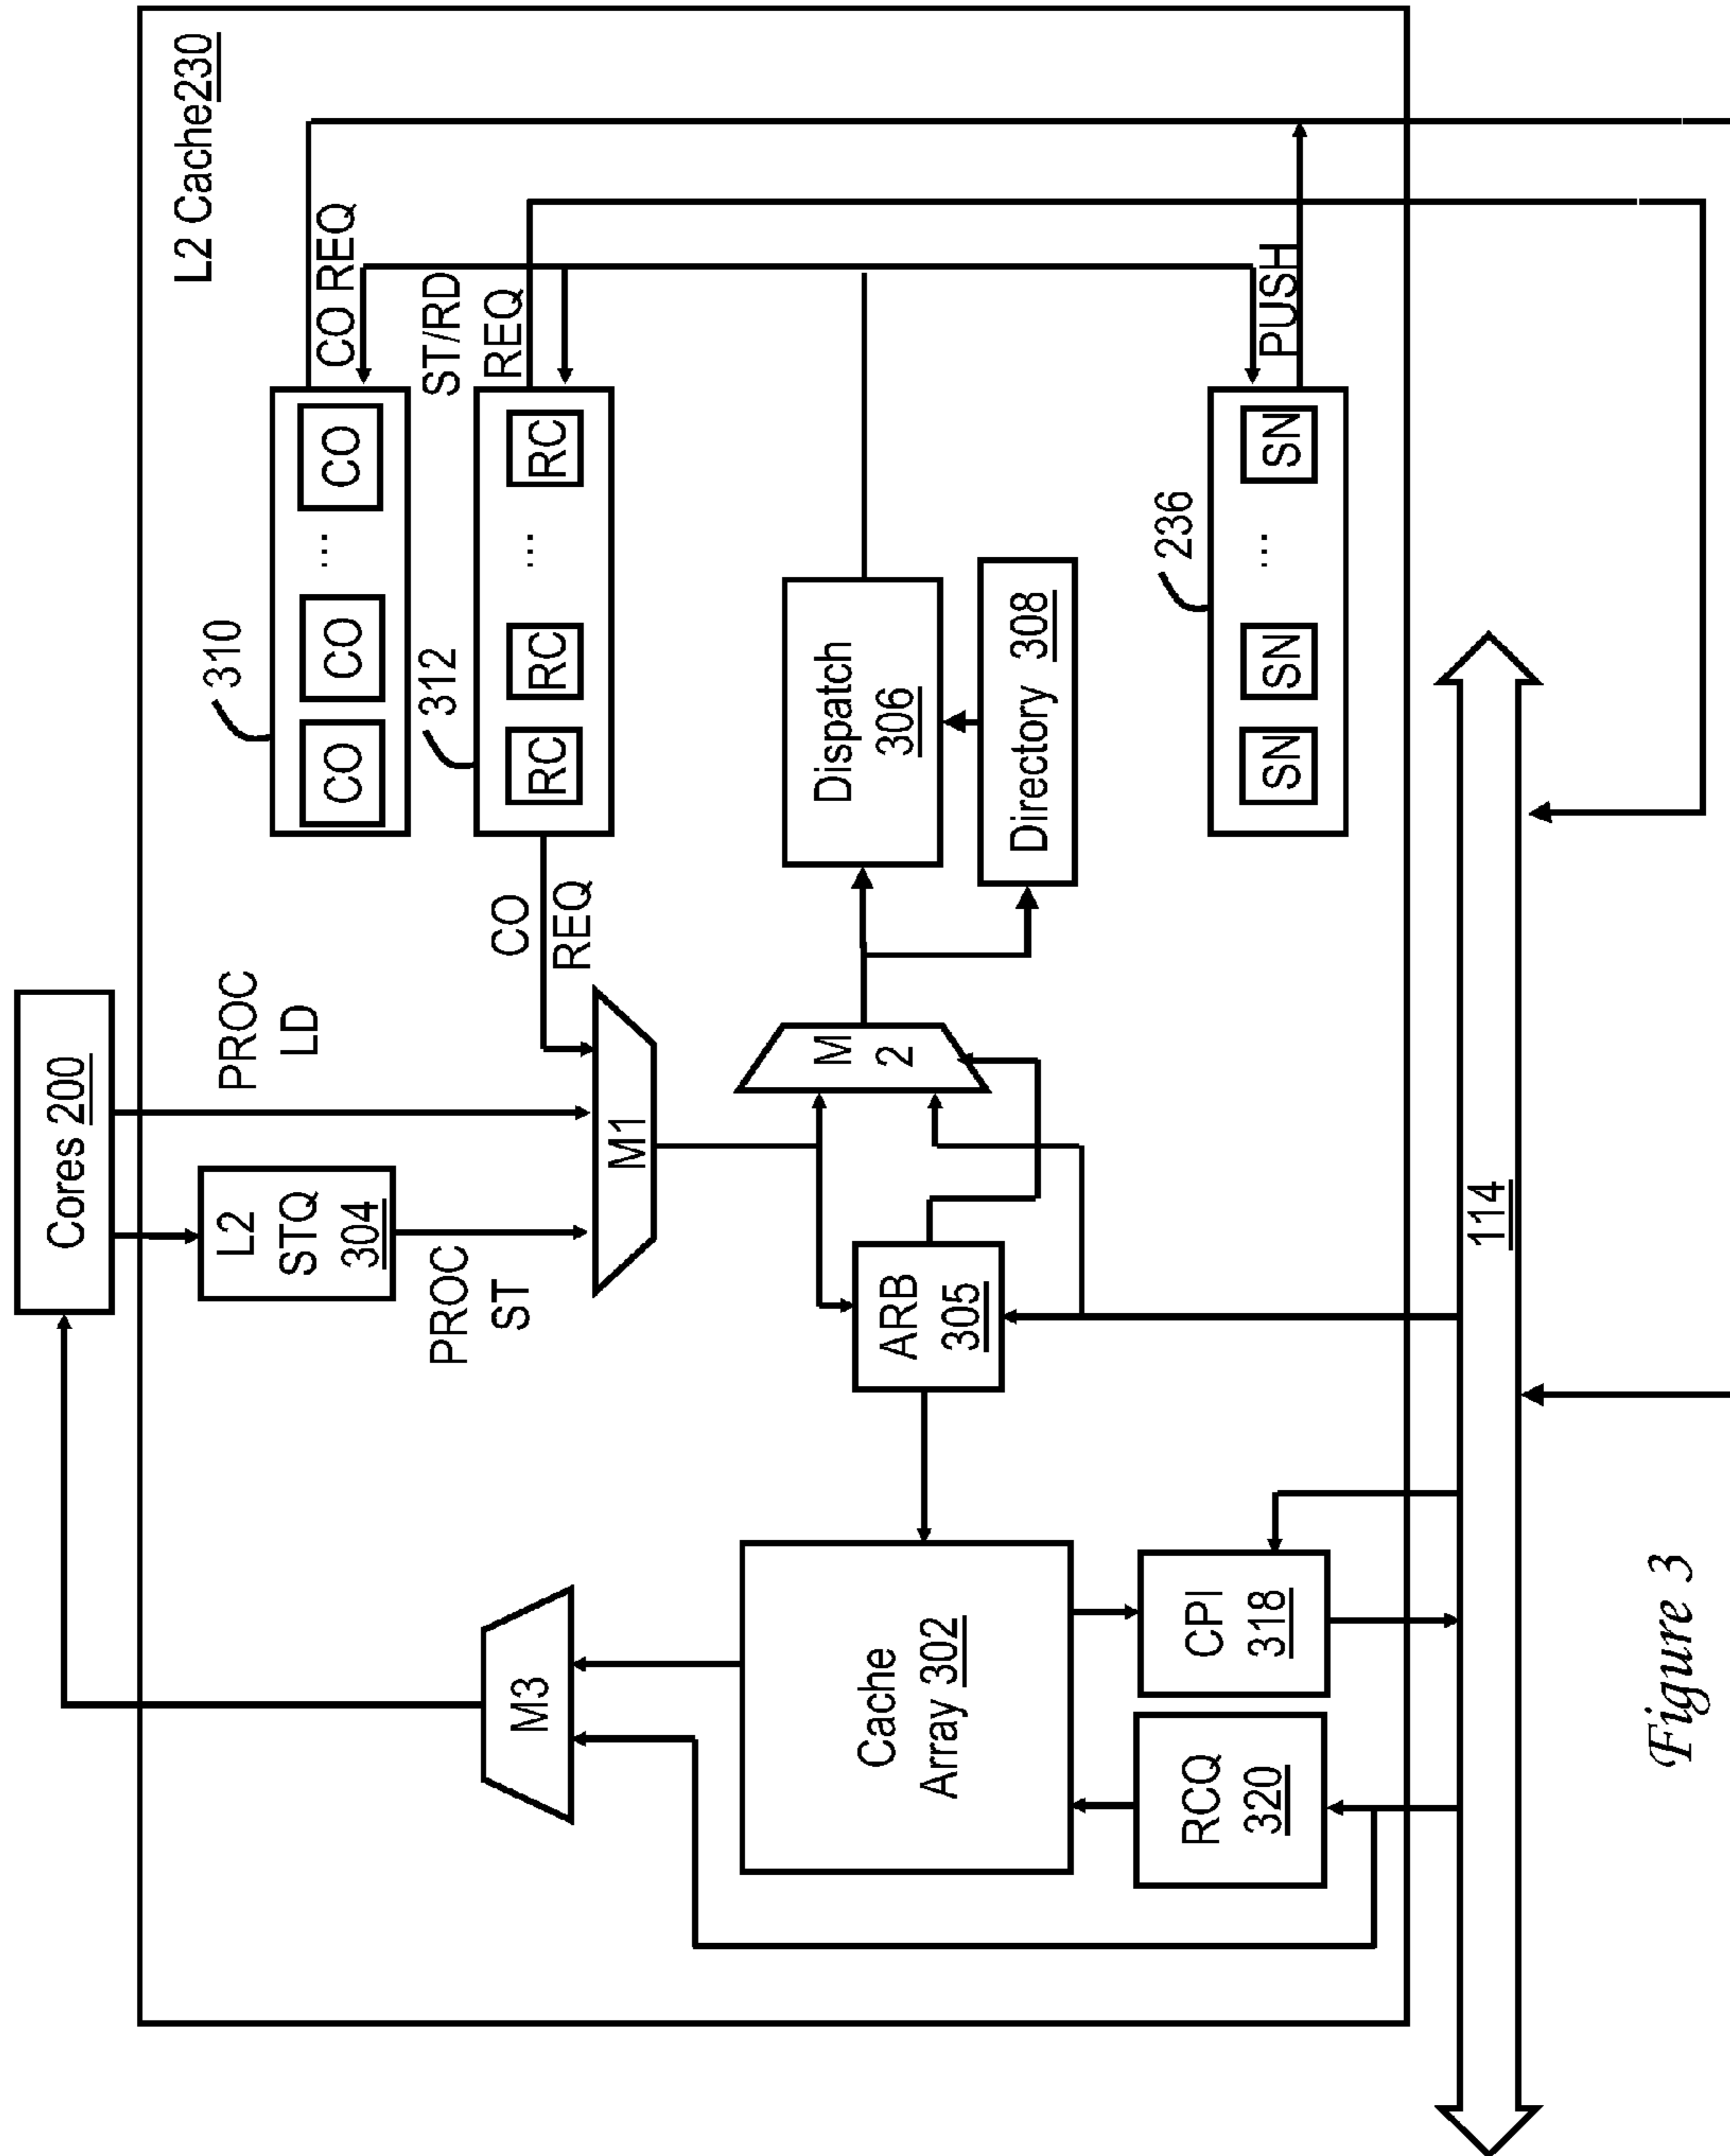 Cores 200
L2 Cache230
L2
STQ
304
PROC
LD
PROC
ST
M1
CO
REQ
310
CO
CO
...
CO
CO REQ
312
RC
RC
...
RC
ST/RD
REQ
M3
Cache
Array 302
ARB
305
M
2
Dispatch
306
Directory 308
RCQ
320
CPI
318
236
SN
SN
...
SN
PUSH
114
Figure 3